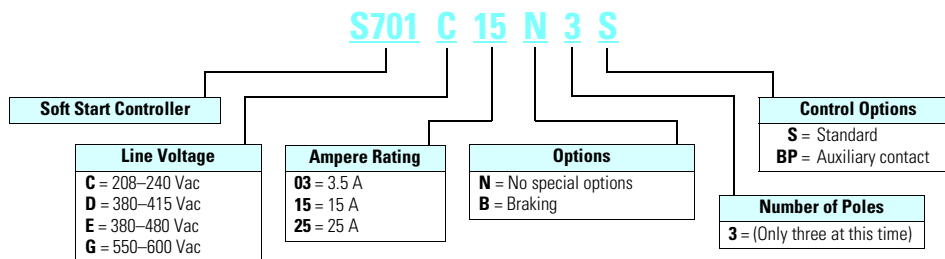 S701 C 15 N 3 S
Soft Start Controller
Line Voltage
C = 208–240 Vac
D = 380–415 Vac
E = 380–480 Vac
G = 550–600 Vac
Ampere Rating
03 = 3.5 A
15 = 15 A
25 = 25 A
Options
N = No special options
B = Braking
Number of Poles
3 = (Only three at this time)
Control Options
S = Standard
BP = Auxiliary contact